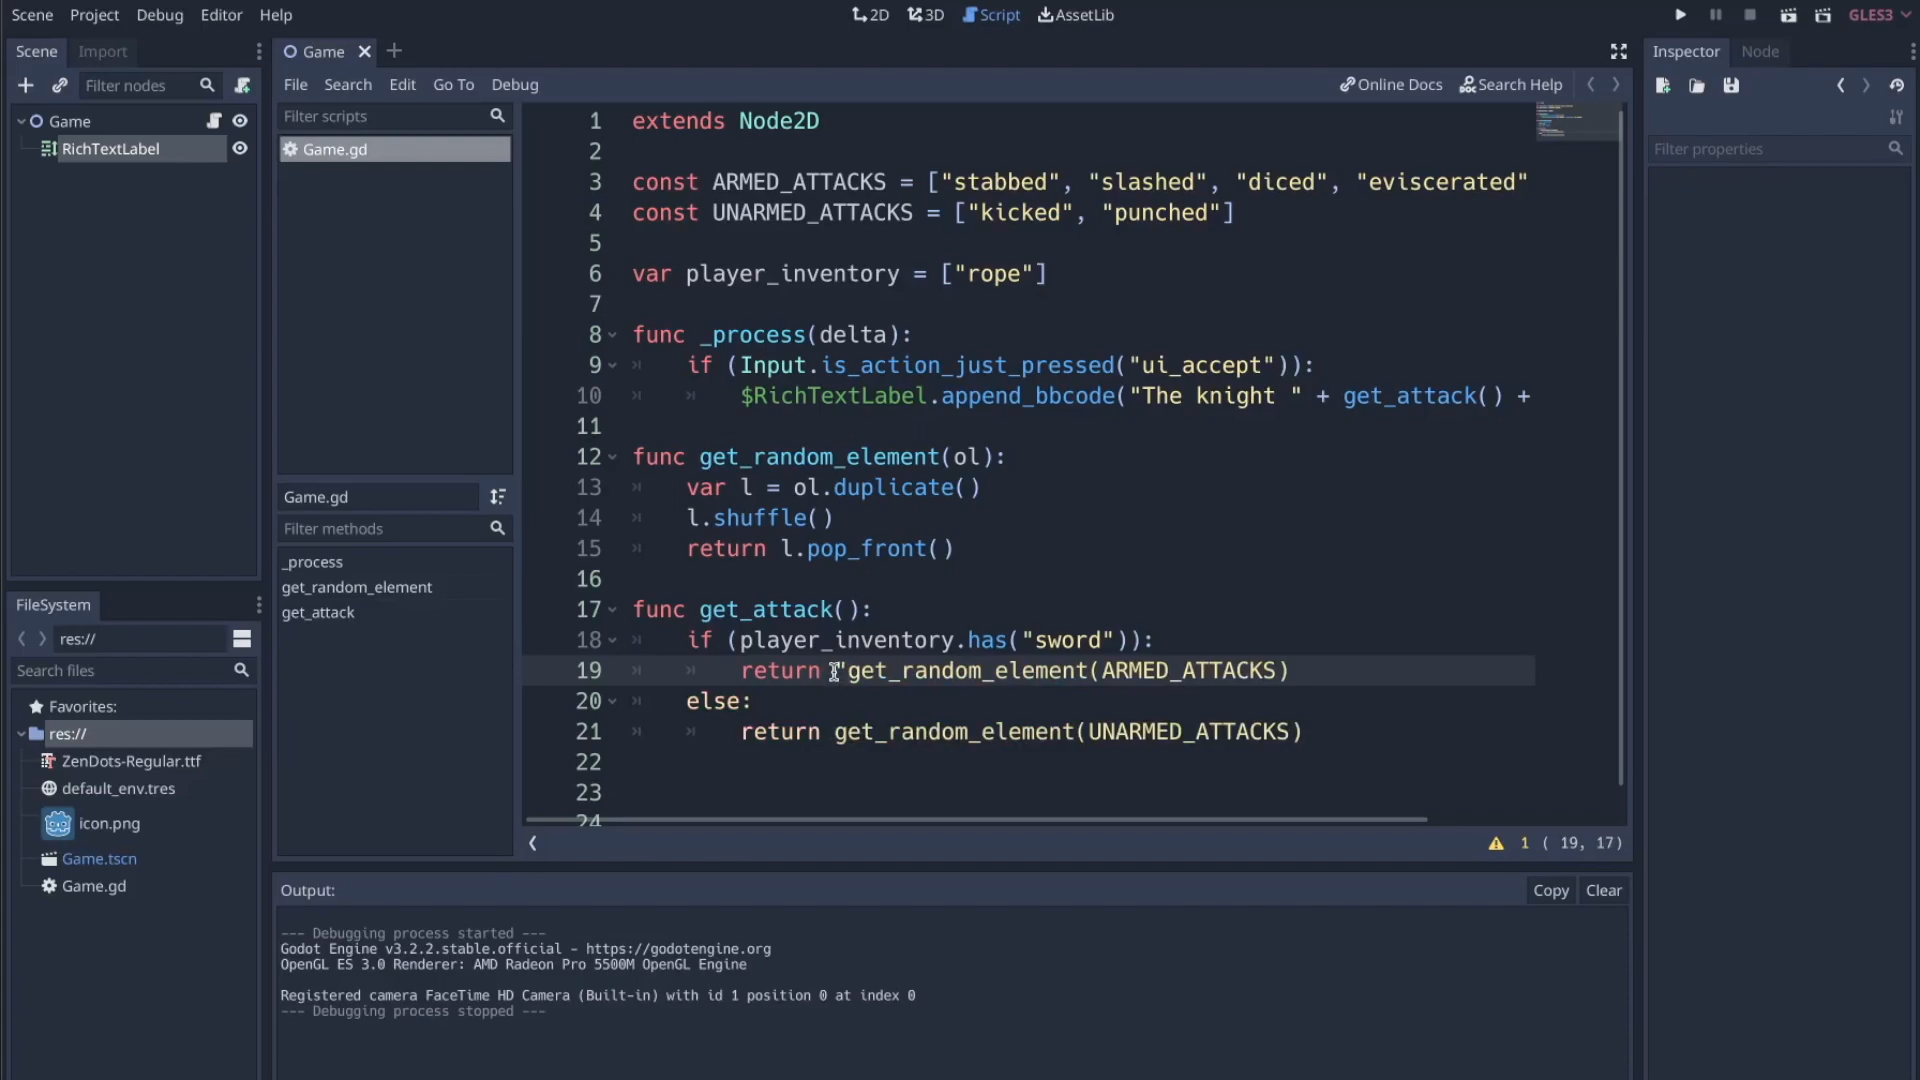 Scene Project Debug Editor Help
2D 3D Script AssetLib
GLES3
Scene Import
Filter nodes
Game
RichTextLabel
FileSystem
res://
Search files
Favorites:
res://
ZenDots-Regular.ttf
default_env.tres
icon.png
Game.tscn
Game.gd
Game
File Search Edit Go To Debug
Online Docs Search Help
Filter scripts
Game.gd
Game.gd
Filter methods
_process
get_random_element
get_attack
1 extends Node2D
2
3 const ARMED_ATTACKS = ["stabbed", "slashed", "diced", "eviscerated"
4 const UNARMED_ATTACKS = ["kicked", "punched"]
5
6 var player_inventory = ["rope"]
7
8 func _process(delta):
9 if (Input.is_action_just_pressed("ui_accept")):
10 $RichTextLabel.append_bbcode("The knight " + get_attack() +
11
12 func get_random_element(ol):
13 var l = ol.duplicate()
14 l.shuffle()
15 return l.pop_front()
16
17 func get_attack():
18 if (player_inventory.has("sword")):
19 return "get_random_element(ARMED_ATTACKS)
20 else:
21 return get_random_element(UNARMED_ATTACKS)
22
23
24
1 ( 19, 17)
Output:
Copy Clear
--- Debugging process started ---
Godot Engine v3.2.2.stable.official - https://godotengine.org
OpenGL ES 3.0 Renderer: AMD Radeon Pro 5500M OpenGL Engine
Registered camera FaceTime HD Camera (Built-in) with id 1 position 0 at index 0
--- Debugging process stopped ---
Inspector Node
Filter properties